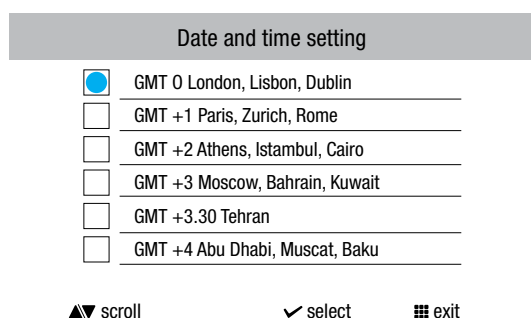 Date and time setting
GMT 0 London, Lisbon, Dublin
GMT +1 Paris, Zurich, Rome
GMT +2 Athens, Istambul, Cairo
GMT +3 Moscow, Bahrain, Kuwait
GMT +3.30 Tehran
GMT +4 Abu Dhabi, Muscat, Baku
scroll select exit